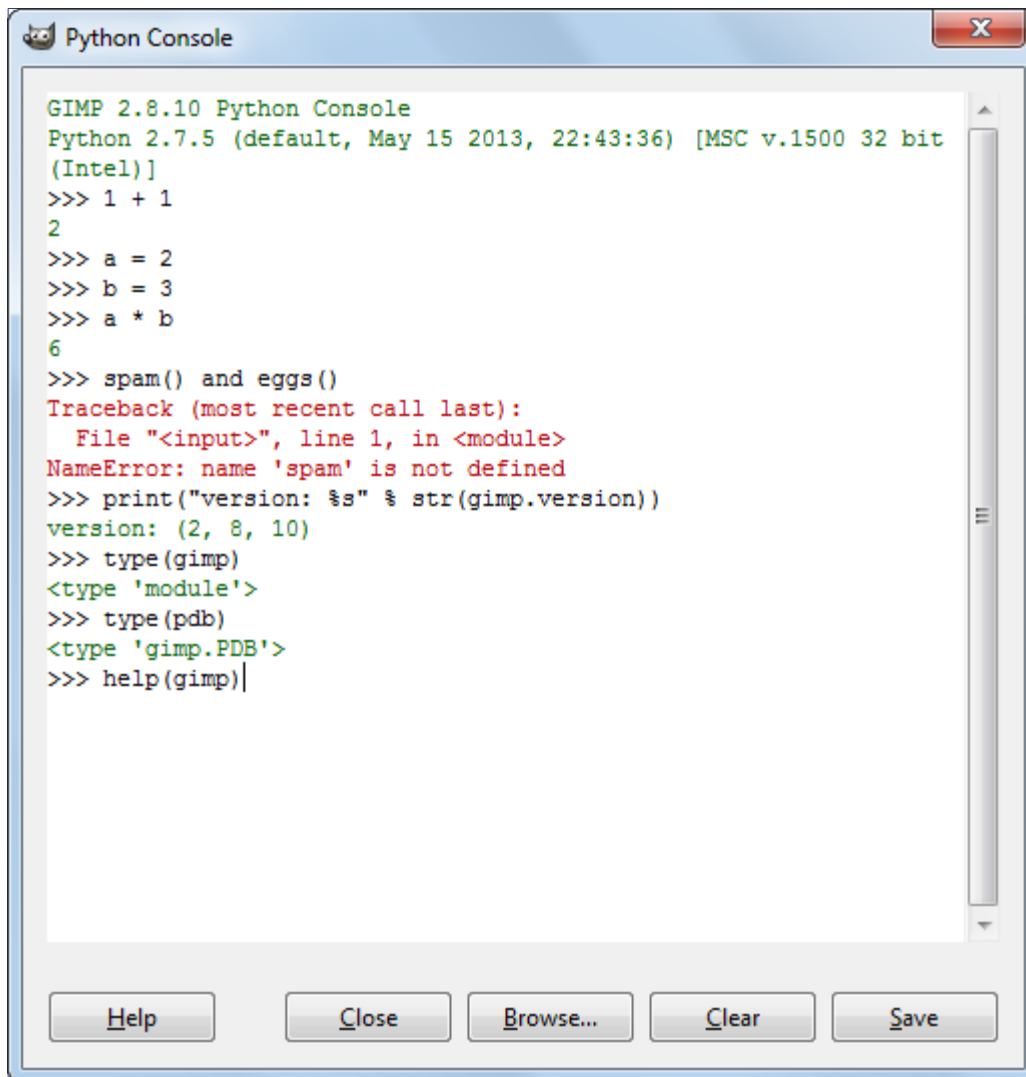 Python Console
GIMP 2.8.10 Python Console
Python 2.7.5 (default, May 15 2013, 22:43:36) [MSC v.1500 32 bit
(Intel)]
>>> 1 + 1
2
>>> a = 2
>>> b = 3
>>> a * b
6
>>> spam() and eggs()
Traceback (most recent call last):
  File "<input>", line 1, in <module>
NameError: name 'spam' is not defined
>>> print("version: %s" % str(gimp.version))
version: (2, 8, 10)
>>> type(gimp)
<type 'module'>
>>> type(pdb)
<type 'gimp.PDB'>
>>> help(gimp)
Help Close Browse... Clear Save